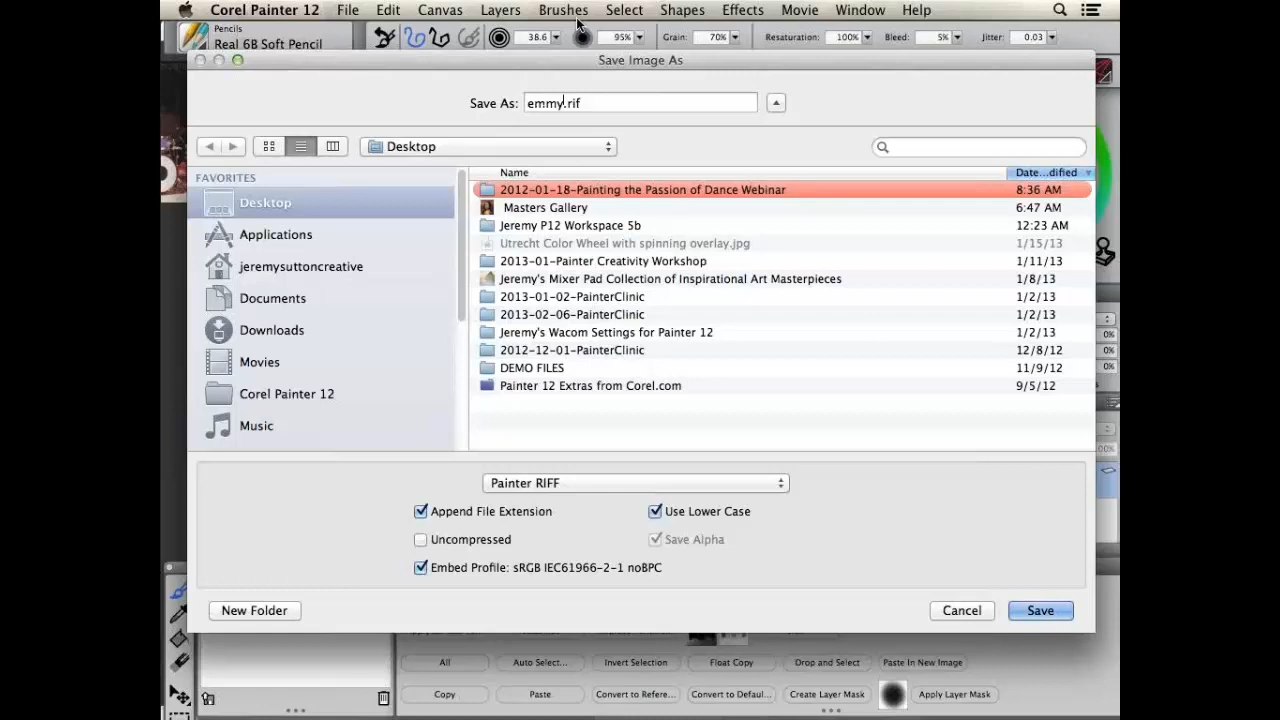 Corel Painter 12 File Edit Canvas Layers Brushes Select Shapes Effects Movie Window Help
Pencils
Real 6B Soft Pencil
38.6 95% Grain: 70% Resaturation: 100% Bleed: 5% Jitter: 0.03
Save Image As
Save As: emmy.rif
Desktop
FAVORITES
Desktop
Applications
jeremysuttoncreative
Documents
Downloads
Movies
Corel Painter 12
Music
Name Date...dified
2012-01-18-Painting the Passion of Dance Webinar 8:36 AM
Masters Gallery 6:47 AM
Jeremy P12 Workspace 5b 12:23 AM
Utrecht Color Wheel with spinning overlay.jpg 1/15/13
2013-01-Painter Creativity Workshop 1/11/13
Jeremy's Mixer Pad Collection of Inspirational Art Masterpieces 1/8/13
2013-01-02-PainterClinic 1/2/13
2013-02-06-PainterClinic 1/2/13
Jeremy's Wacom Settings for Painter 12 1/2/13
2012-12-01-PainterClinic 12/8/12
DEMO FILES 11/9/12
Painter 12 Extras from Corel.com 9/5/12
0%
0%
0%
Painter RIFF
Append File Extension Use Lower Case
Uncompressed Save Alpha
Embed Profile: sRGB IEC61966-2-1 noBPC
New Folder Cancel Save
All Auto Select... Invert Selection Float Copy Drop and Select Paste In New Image
Copy Paste Convert to Refere... Convert to Defaul... Create Layer Mask Apply Layer Mask